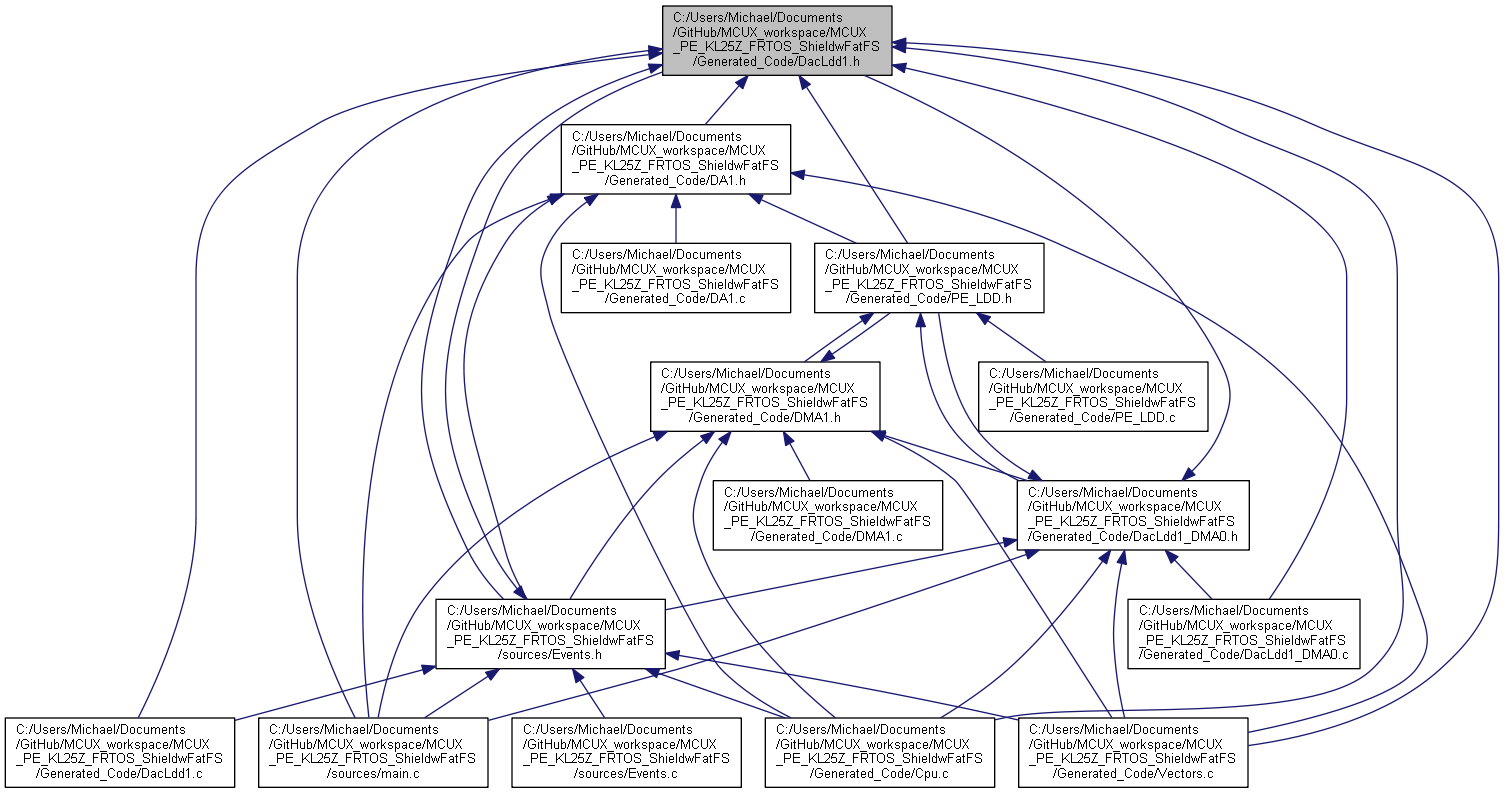 C:/Users/Michael/Documents
/GitHub/MCUX_workspace/MCUX
_PE_KL25Z_FRTOS_ShieldwFatFS
/Generated_Code/DacLdd1.h
C:/Users/Michael/Documents
/GitHub/MCUX_workspace/MCUX
_PE_KL25Z_FRTOS_ShieldwFatFS
/Generated_Code/DA1.h
C:/Users/Michael/Documents
/GitHub/MCUX_workspace/MCUX
_PE_KL25Z_FRTOS_ShieldwFatFS
/Generated_Code/DA1.c
C:/Users/Michael/Documents
/GitHub/MCUX_workspace/MCUX
_PE_KL25Z_FRTOS_ShieldwFatFS
/Generated_Code/PE_LDD.h
C:/Users/Michael/Documents
/GitHub/MCUX_workspace/MCUX
_PE_KL25Z_FRTOS_ShieldwFatFS
/Generated_Code/DMA1.h
C:/Users/Michael/Documents
/GitHub/MCUX_workspace/MCUX
_PE_KL25Z_FRTOS_ShieldwFatFS
/Generated_Code/PE_LDD.c
C:/Users/Michael/Documents
/GitHub/MCUX_workspace/MCUX
_PE_KL25Z_FRTOS_ShieldwFatFS
/Generated_Code/DMA1.c
C:/Users/Michael/Documents
/GitHub/MCUX_workspace/MCUX
_PE_KL25Z_FRTOS_ShieldwFatFS
/Generated_Code/DacLdd1_DMA0.h
C:/Users/Michael/Documents
/GitHub/MCUX_workspace/MCUX
_PE_KL25Z_FRTOS_ShieldwFatFS
/sources/Events.h
C:/Users/Michael/Documents
/GitHub/MCUX_workspace/MCUX
_PE_KL25Z_FRTOS_ShieldwFatFS
/Generated_Code/DacLdd1_DMA0.c
C:/Users/Michael/Documents
/GitHub/MCUX_workspace/MCUX
_PE_KL25Z_FRTOS_ShieldwFatFS
/Generated_Code/DacLdd1.c
C:/Users/Michael/Documents
/GitHub/MCUX_workspace/MCUX
_PE_KL25Z_FRTOS_ShieldwFatFS
/sources/main.c
C:/Users/Michael/Documents
/GitHub/MCUX_workspace/MCUX
_PE_KL25Z_FRTOS_ShieldwFatFS
/sources/Events.c
C:/Users/Michael/Documents
/GitHub/MCUX_workspace/MCUX
_PE_KL25Z_FRTOS_ShieldwFatFS
/Generated_Code/Cpu.c
C:/Users/Michael/Documents
/GitHub/MCUX_workspace/MCUX
_PE_KL25Z_FRTOS_ShieldwFatFS
/Generated_Code/Vectors.c